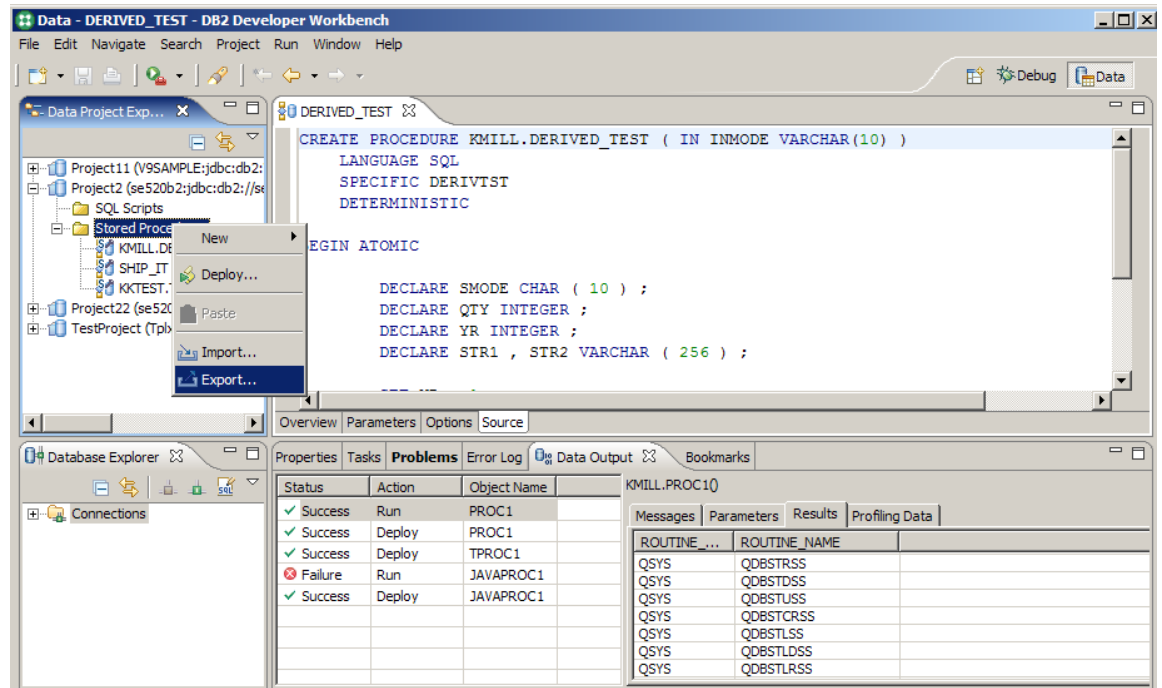 Data - DERIVED_TEST - DB2 Developer Workbench
File Edit Navigate Search Project Run Window Help
Debug Data
Data Project Exp...
Project11 (V9SAMPLE:jdbc:db2:
Project2 (se520b2:jdbc:db2://se
SQL Scripts
Stored Proce
KMILL.DE
SHIP_IT
KKTEST.
Project22 (se520
TestProject (Tplx
New
Deploy...
Paste
Import...
Export...
DERIVED_TEST
CREATE PROCEDURE KMILL.DERIVED_TEST ( IN INMODE VARCHAR(10) )
LANGUAGE SQL
SPECIFIC DERIVTST
DETERMINISTIC
EGIN ATOMIC
DECLARE SMODE CHAR ( 10 ) ;
DECLARE QTY INTEGER ;
DECLARE YR INTEGER ;
DECLARE STR1 , STR2 VARCHAR ( 256 ) ;
Overview Parameters Options Source
Database Explorer
SQL
Connections
Properties Tasks Problems Error Log Data Output Bookmarks
Status Action Object Name
Success Run PROC1
Success Deploy PROC1
Success Deploy TPROC1
Failure Run JAVAPROC1
Success Deploy JAVAPROC1
KMILL.PROC1()
Messages Parameters Results Profiling Data
ROUTINE_... ROUTINE_NAME
QSYS QDBSTRSS
QSYS QDBSTDSS
QSYS QDBSTUSS
QSYS QDBSTCRSS
QSYS QDBSTLSS
QSYS QDBSTLDSS
QSYS QDBSTLRSS